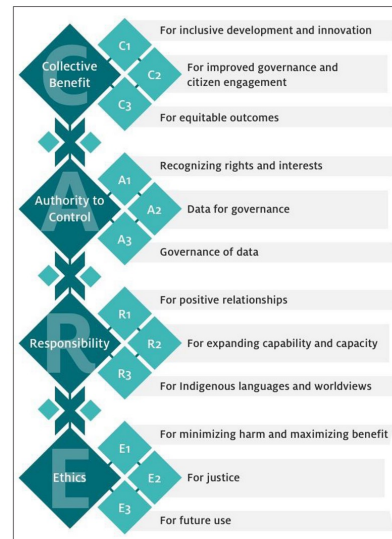 C
Collective
Benefit
C1
For inclusive development and innovation
C2
For improved governance and
citizen engagement
C3
For equitable outcomes
A
Authority to
Control
A1
Recognizing rights and interests
A2
Data for governance
A3
Governance of data
R
Responsibility
R1
For positive relationships
R2
For expanding capability and capacity
R3
For Indigenous languages and worldviews
E
Ethics
E1
For minimizing harm and maximizing benefit
E2
For justice
E3
For future use